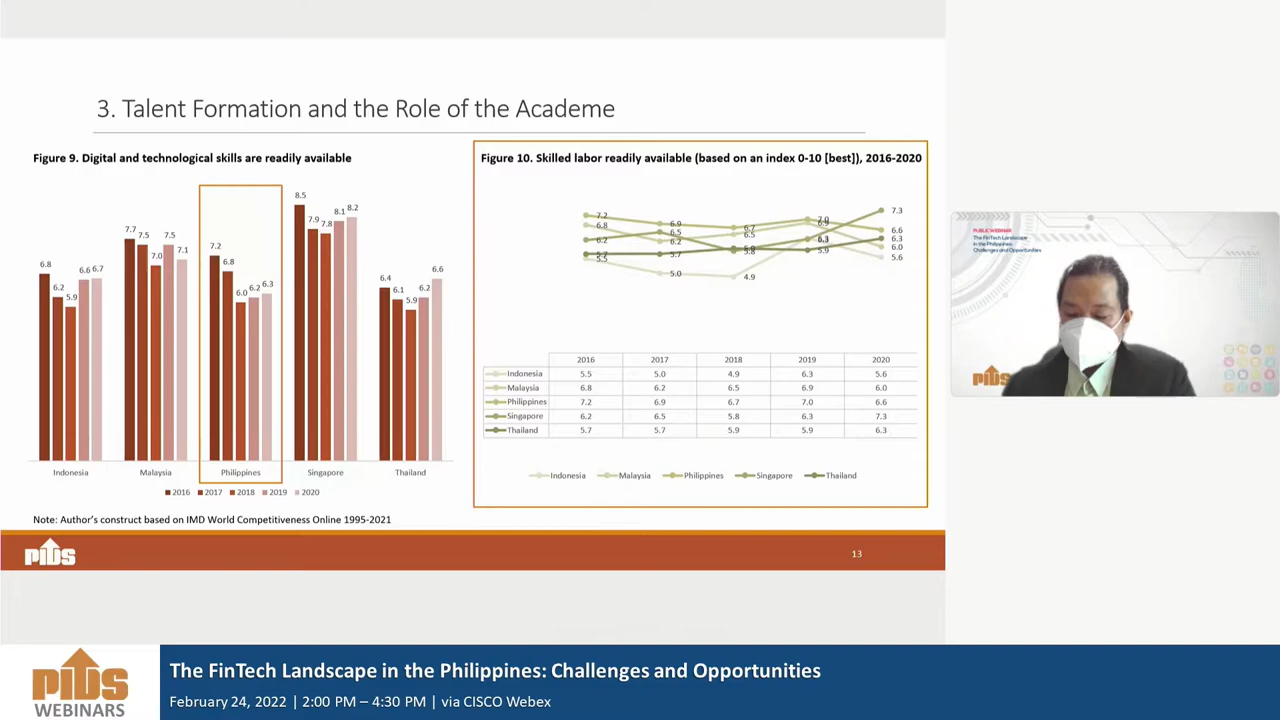 3. Talent Formation and the Role of the Academe
Figure 9. Digital and technological skills are readily available
8.5
7.9
7.8
8.1
8.2
7.7
7.5
7.0
7.5
7.1
7.2
6.8
6.0
6.2
6.3
6.8
6.2
5.9
6.6
6.7
6.4
6.1
5.9
6.2
6.6
Indonesia Malaysia Philippines Singapore Thailand
2016 2017 2018 2019 2020
Note: Author's construct based on IMD World Competitiveness Online 1995-2021
Figure 10. Skilled labor readily available (based on an index 0-10 [best]), 2016-2020
7.2
6.8
6.2
5.7
5.5
6.9
6.5
6.2
5.7
5.0
6.7
6.5
5.9
5.8
4.9
7.0
6.9
6.3
5.9
7.3
6.6
6.3
6.0
5.6
2016 2017 2018 2019 2020
Indonesia 5.5 5.0 4.9 6.3 5.6
Malaysia 6.8 6.2 6.5 6.9 6.0
Philippines 7.2 6.9 6.7 7.0 6.6
Singapore 6.2 6.5 5.8 6.3 7.3
Thailand 5.7 5.7 5.9 5.9 6.3
Indonesia Malaysia Philippines Singapore Thailand
PIDS
13
PUBLIC WEBINAR
The FinTech Landscape
in the Philippines:
Challenges and Opportunities
PIDS
PIDS
WEBINARS
The FinTech Landscape in the Philippines: Challenges and Opportunities
February 24, 2022 | 2:00 PM – 4:30 PM | via CISCO Webex